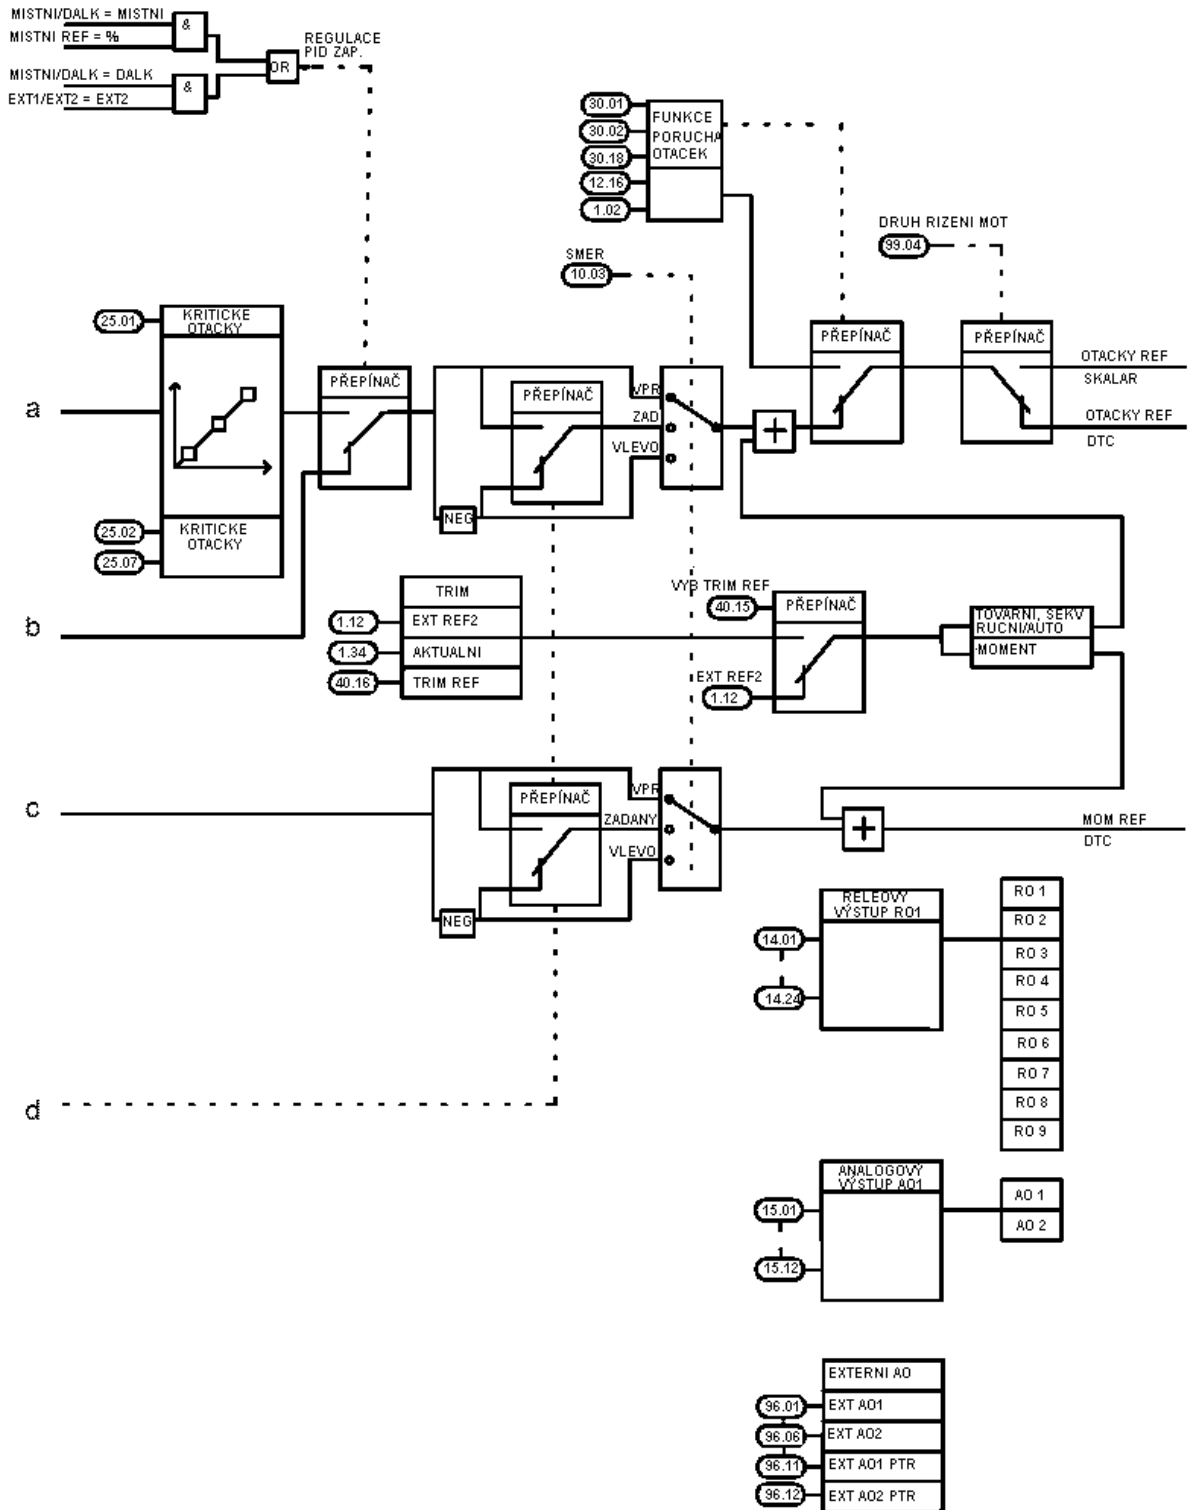 MISTNI/DALK = MISTNI
MISTNI REF = %
&
REGULACE
PID ZAP.
OR
MISTNI/DALK = DALK
EXT1/EXT2 = EXT2
&
30.01
30.02
30.18
12.16
1.02
FUNKCE
PORUCHA
OTACEK
DRUH RIZENI MOT
99.04
SMER
10.03
25.01
KRITICKE
OTACKY
PŘEPÍNAČ
PŘEPÍNAČ
PŘEPÍNAČ
PŘEPÍNAČ
OTACKY REF
SKALAR
OTACKY REF
DTC
a
VPR
ZAD
VLEVO
+
NEG
25.02
25.07
KRITICKE
OTACKY
b
TRIM
1.12
EXT REF2
1.34
AKTUALNI
40.16
TRIM REF
VYB TRIM REF
40.15
PŘEPÍNAČ
EXT REF2
1.12
TOVARNI, SEKV
RUCNI/AUTO
MOMENT
c
PŘEPÍNAČ
VPR
ZADANY
VLEVO
NEG
+
MOM REF
DTC
RELEOVÝ
VÝSTUP RO1
14.01
14.24
RO 1
RO 2
RO 3
RO 4
RO 5
RO 6
RO 7
RO 8
RO 9
d
ANALOGOVÝ
VÝSTUP AO1
15.01
15.12
AO 1
AO 2
EXTERNI AO
96.01
EXT AO1
96.06
EXT AO2
96.11
EXT AO1 PTR
96.12
EXT AO2 PTR